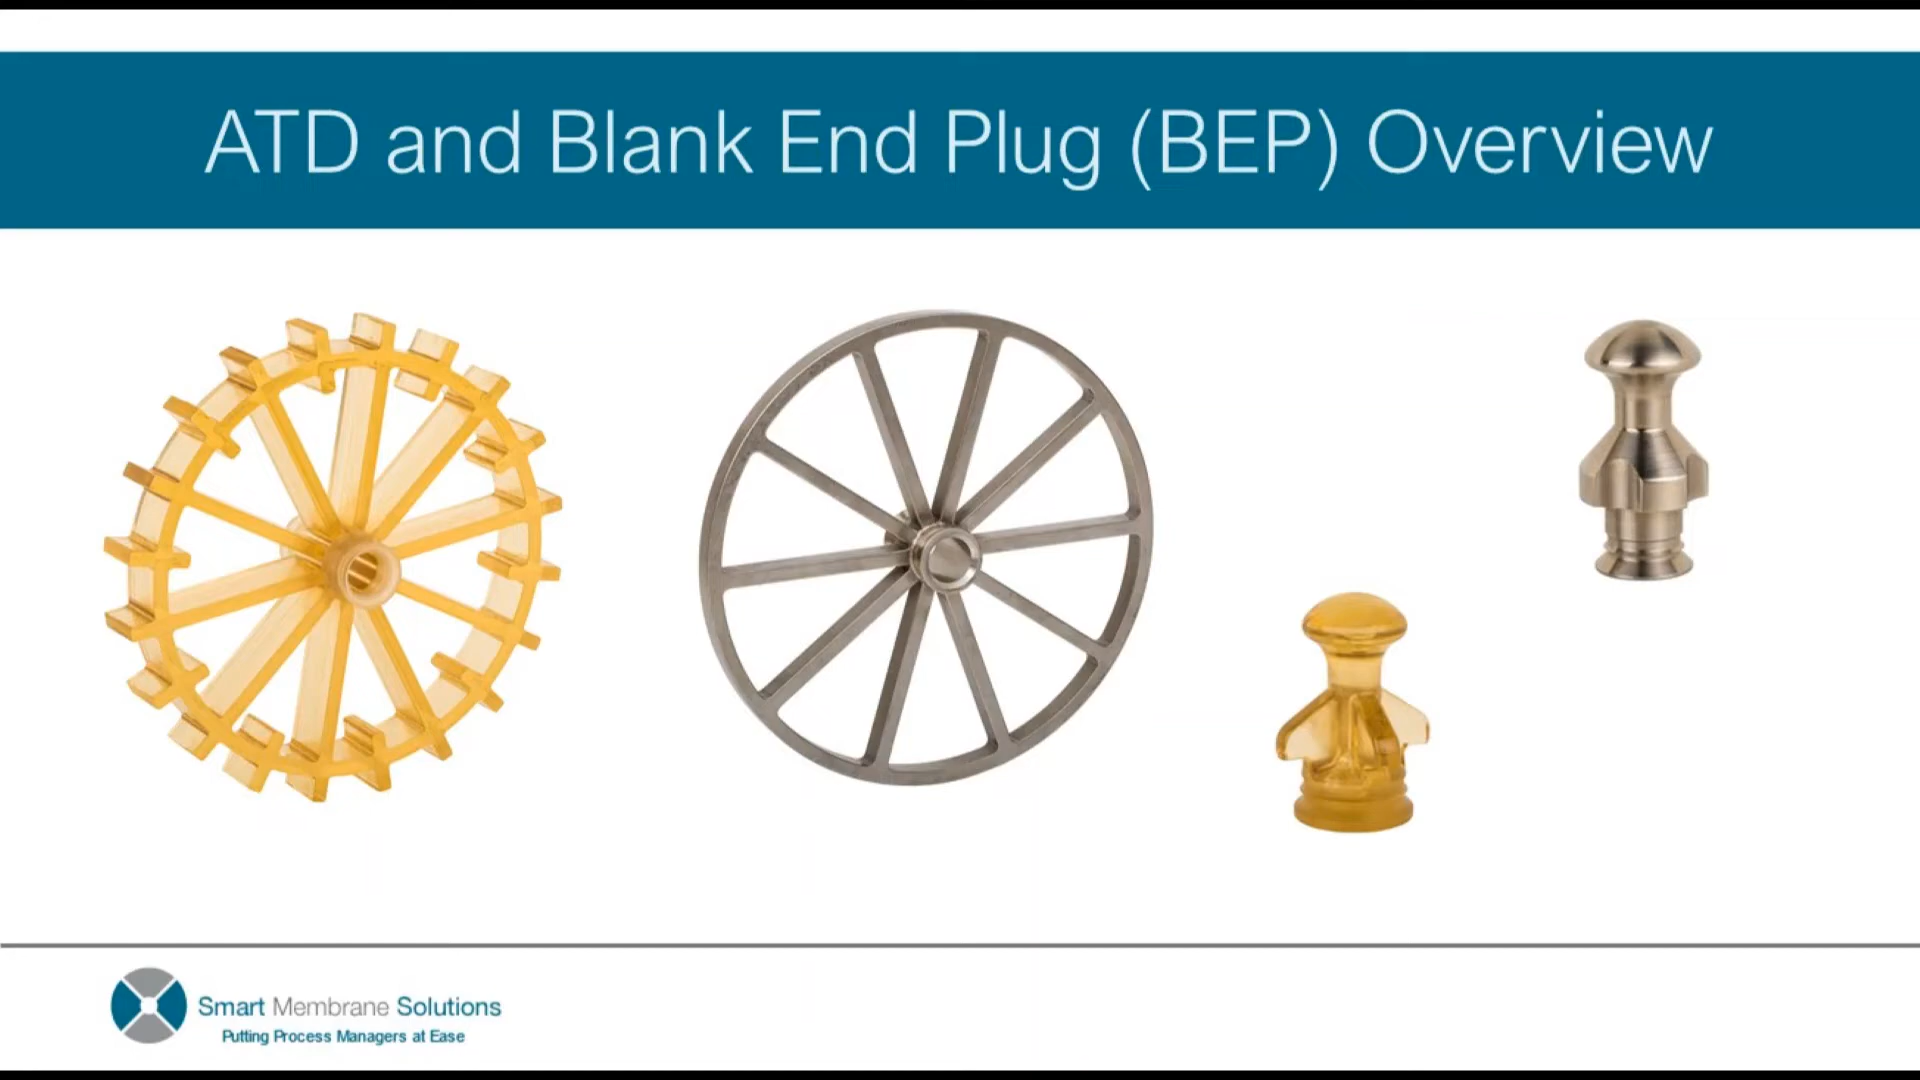 ATD and Blank End Plug (BEP) Overview
Smart Membrane Solutions
Putting Process Managers at Ease